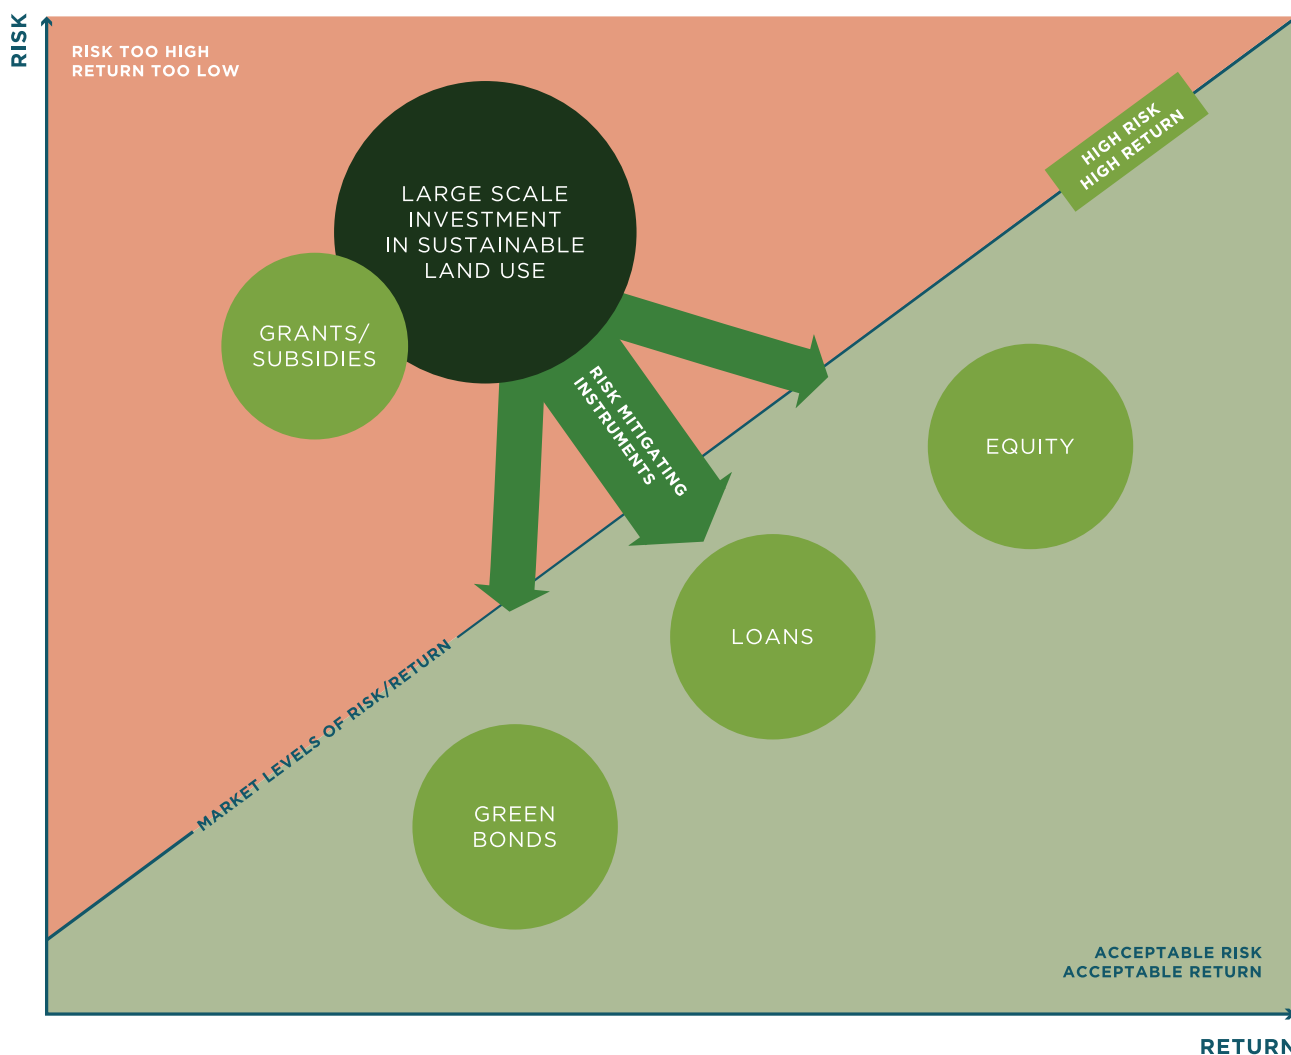 RISK
RISK TOO HIGH
RETURN TOO LOW
HIGH RISK
HIGH RETURN
LARGE SCALE
INVESTMENT
IN SUSTAINABLE
LAND USE
GRANTS/
SUBSIDIES
RISK MITIGATING
INSTRUMENTS
EQUITY
LOANS
MARKET LEVELS OF RISK/RETURN
GREEN
BONDS
ACCEPTABLE RISK
ACCEPTABLE RETURN
RETURN